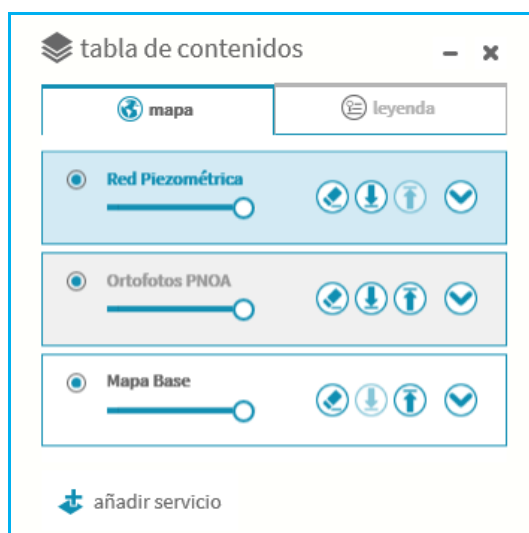 tabla de contenidos
mapa
leyenda
Red Piezométrica
Ortofotos PNOA
Mapa Base
añadir servicio